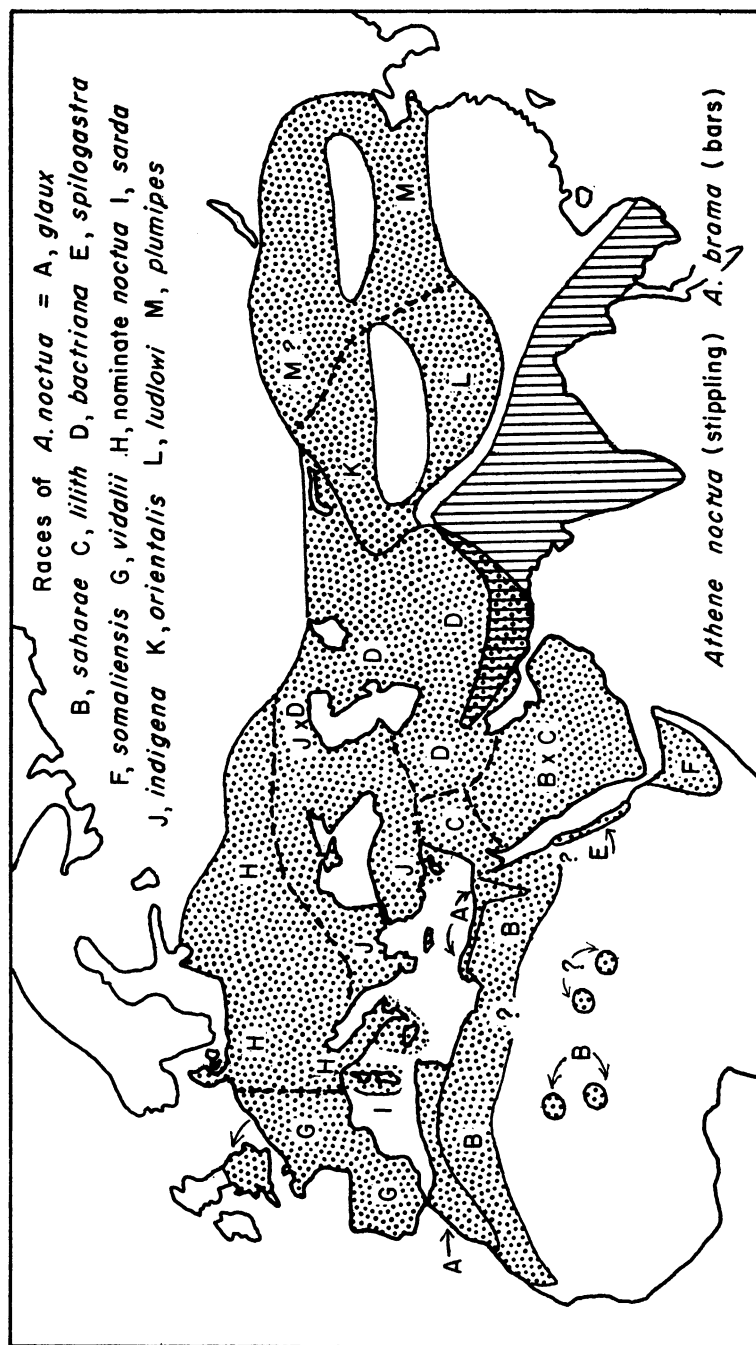 Races of A. noctua = A, glaux
B, saharae C, lilith D, bactriana E, spilogastra
F, somaliensis G, vidalii .H, nominate noctua I, sarda
J, indigena K, orientalis L, ludlowi M, plumipes
H
H
M ?
J x D
G
H
K
M
J
D
I
J
G
D
D
L
C
A
A
B
B
B x C
?
?
E
F
B
?
Athene noctua (stippling) A. brama (bars)